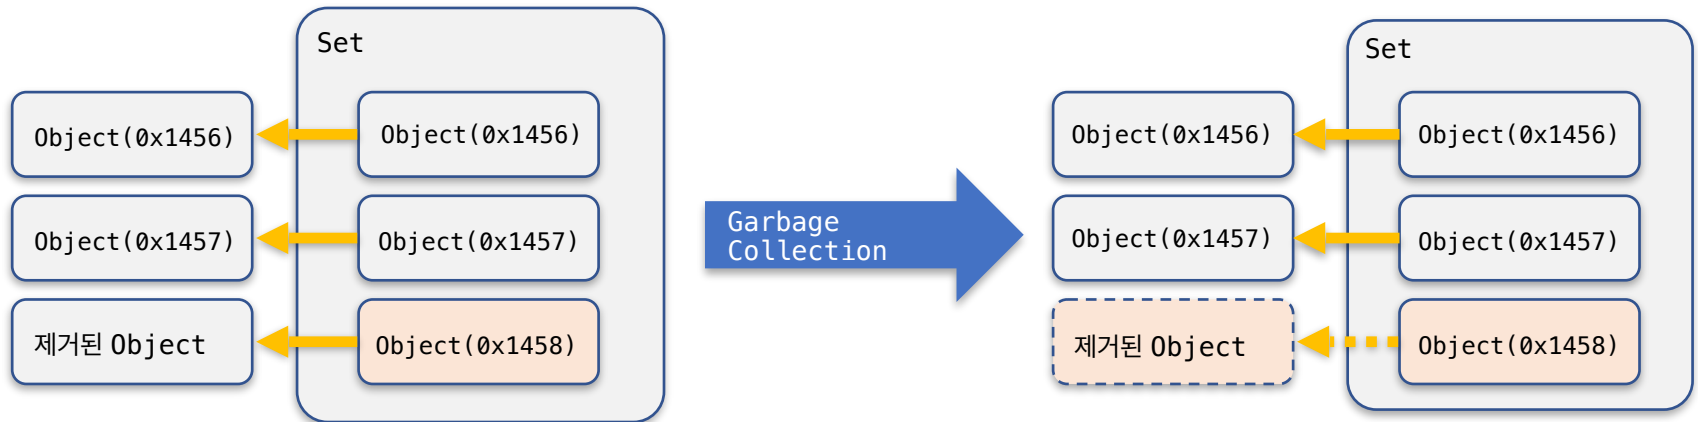 Set
Object(0x1456)
Object(0x1456)
Object(0x1457)
Object(0x1457)
제거된 Object
Object(0x1458)
Garbage
Collection
Set
Object(0x1456)
Object(0x1456)
Object(0x1457)
Object(0x1457)
제거된 Object
Object(0x1458)